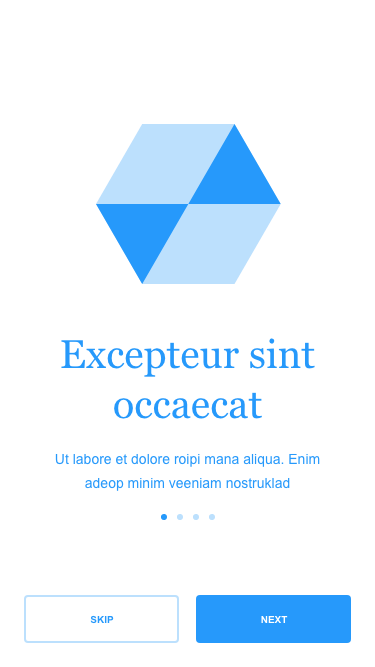 Excepteur sint
occaecat
Ut labore et dolore roipi mana aliqua. Enim
adeop minim veeniam nostruklad
SKIP
NEXT